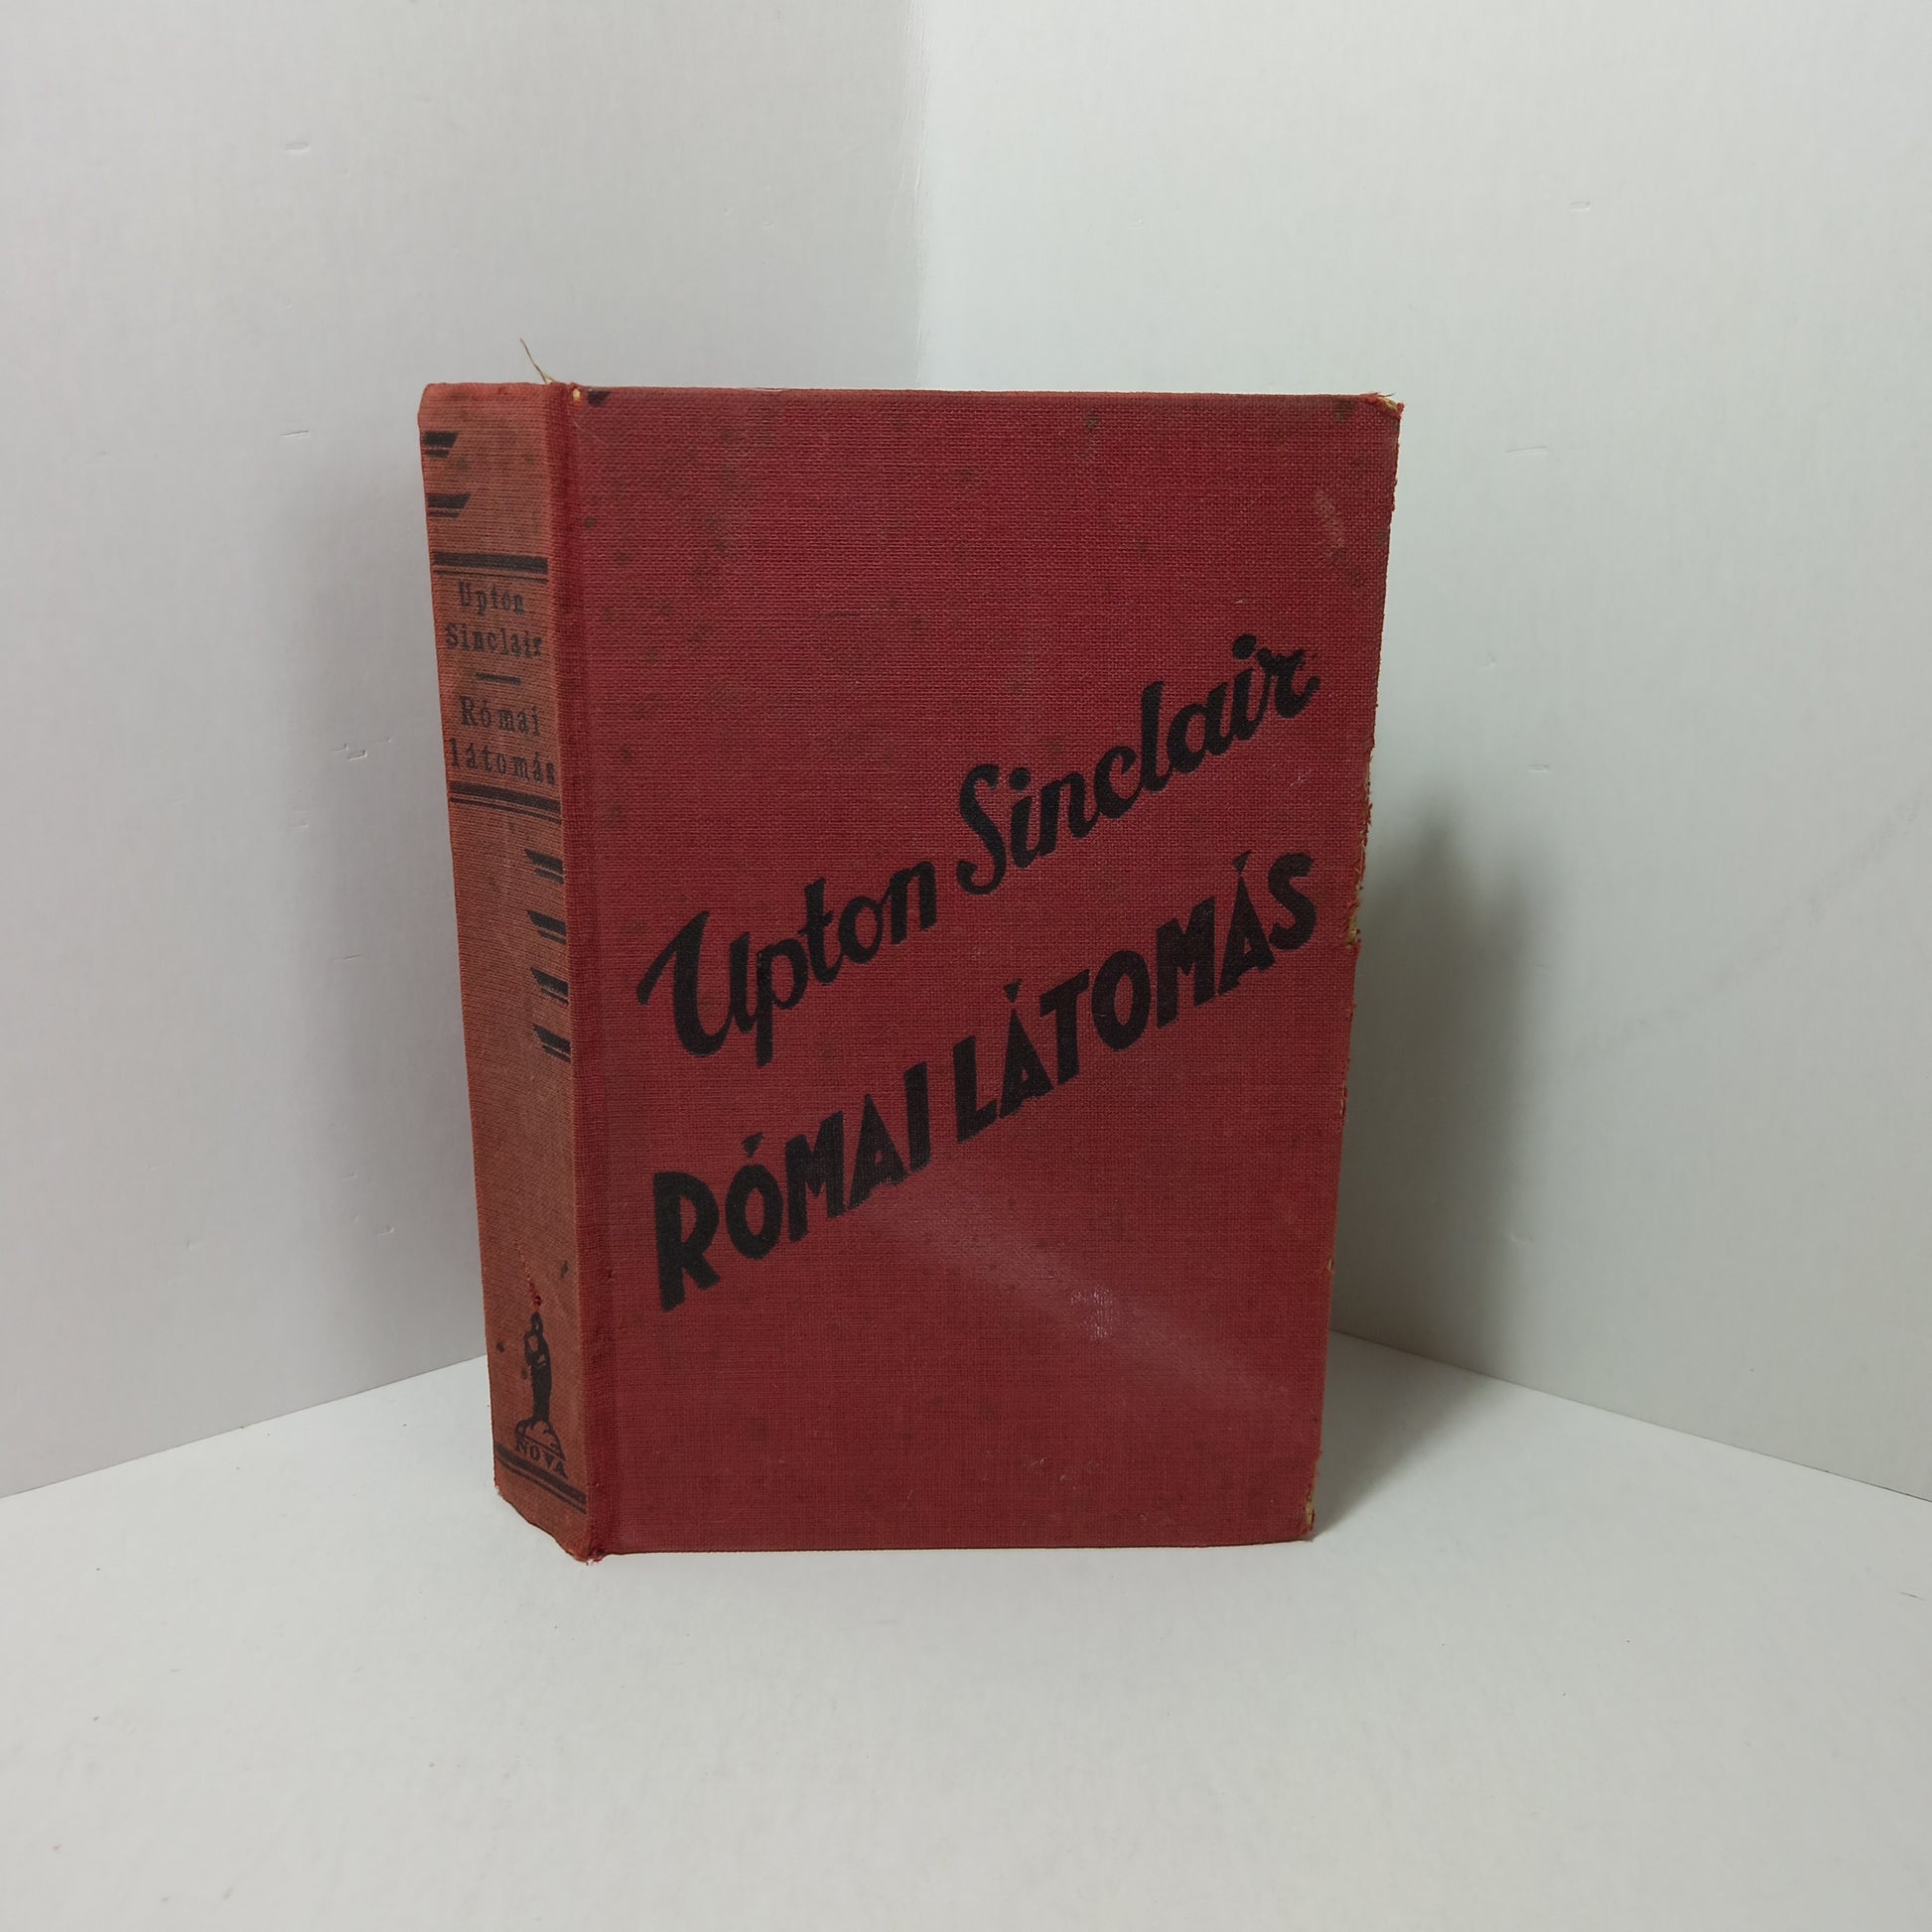 Upton
Sinclair
Római
látomás
NOVA
Upton Sinclair
RÓMAI LÁTOMÁS